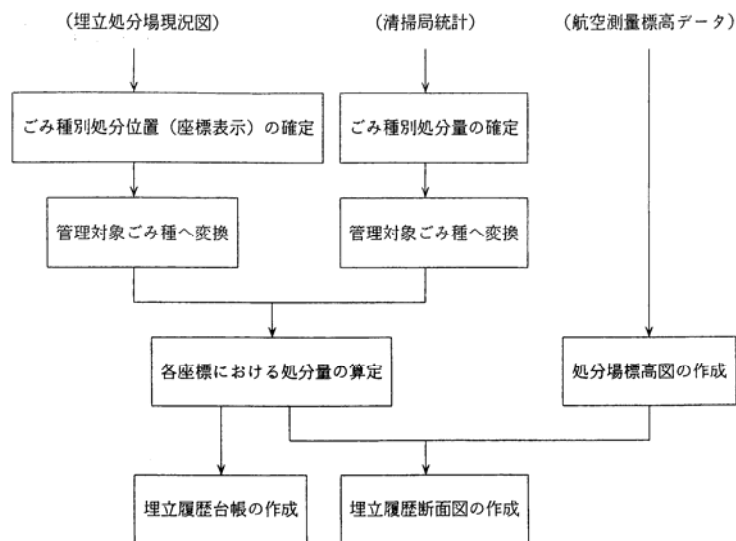 (埋立処分場現況図)
(清掃局統計)
(航空測量標高データ)
ごみ種別処分位置(座標表示)の確定
ごみ種別処分量の確定
管理対象ごみ種へ変換
管理対象ごみ種へ変換
各座標における処分量の算定
処分場標高図の作成
埋立履歴台帳の作成
埋立履歴断面図の作成